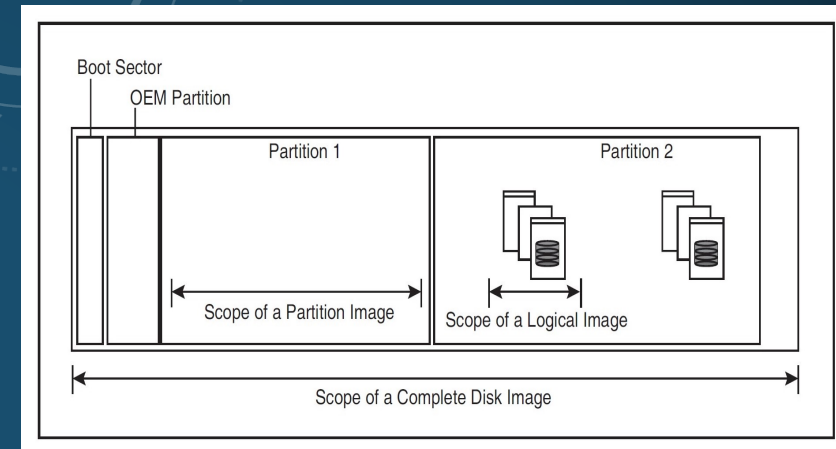 Boot Sector
OEM Partition
Partition 1
Partition 2
Scope of a Partition Image
Scope of a Logical Image
Scope of a Complete Disk Image